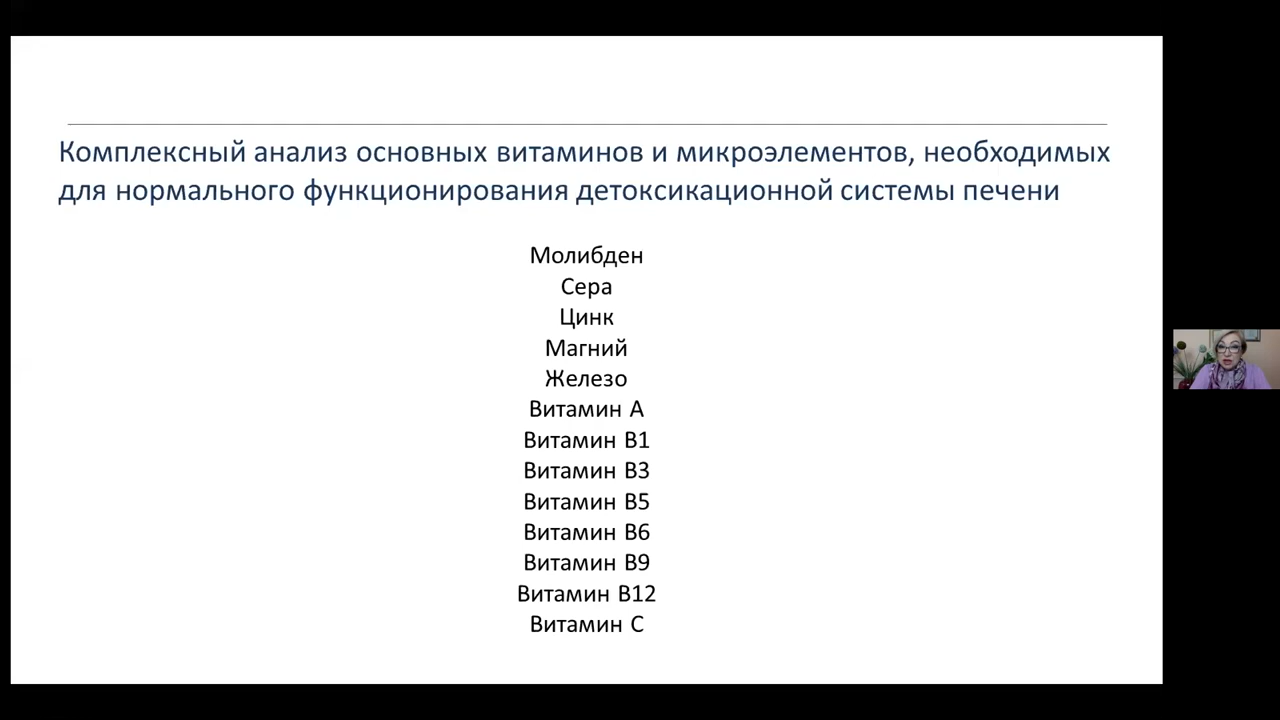 Комплексный анализ основных витаминов и микроэлементов, необходимых
для нормального функционирования детоксикационной системы печени
Молибден
Сера
Цинк
Магний
Железо
Витамин А
Витамин В1
Витамин В3
Витамин В5
Витамин В6
Витамин В9
Витамин В12
Витамин С